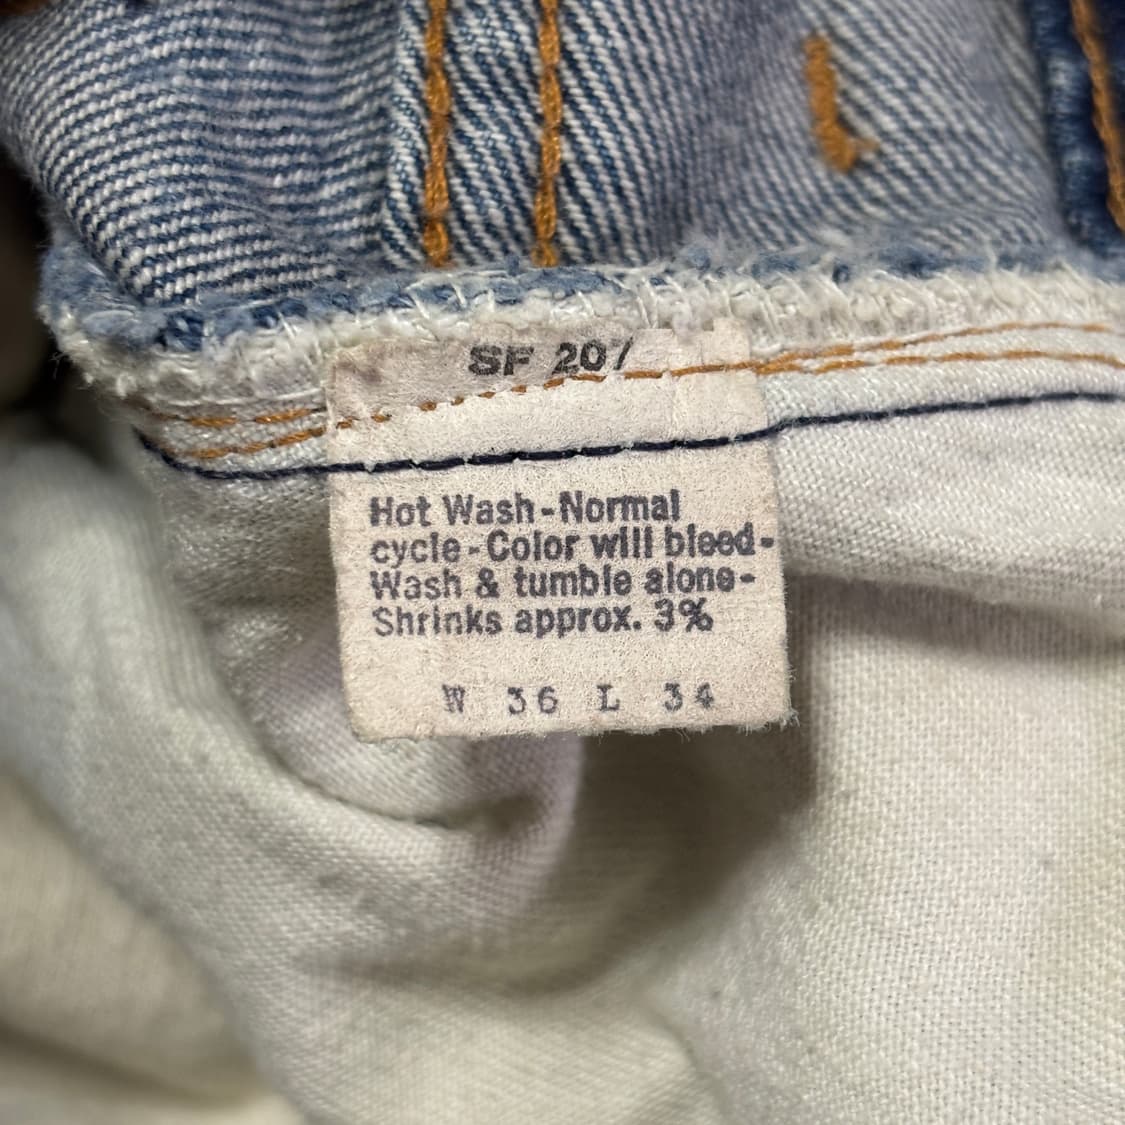 SF 207
Hot Wash-Normal
cycle-Color will bleed-
Wash & tumble alone-
Shrinks approx. 3%
W 36 L 34